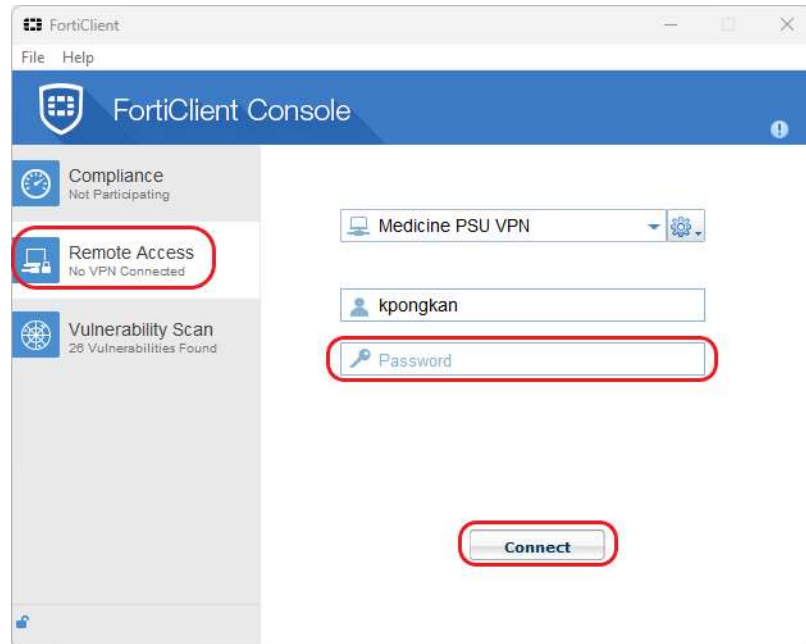 FortiClient
File Help
FortiClient Console
Compliance
Not Participating
Remote Access
No VPN Connected
Vulnerability Scan
26 Vulnerabilities Found
Medicine PSU VPN
kpongkan
Password
Connect